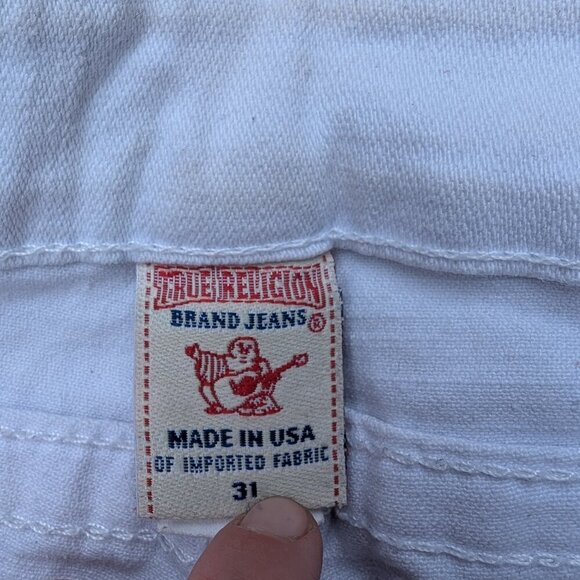 TRUE RELIGION
BRAND JEANS®
MADE IN USA
OF IMPORTED FABRIC
31